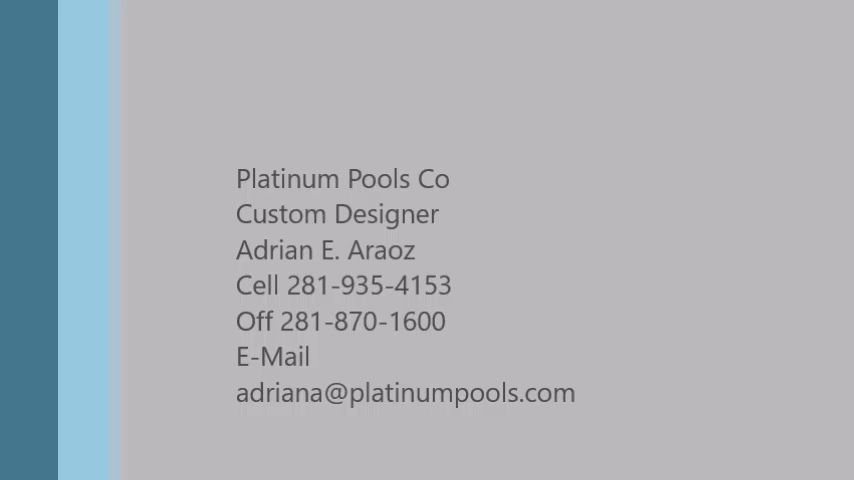 Platinum Pools Co
Custom Designer
Adrian E. Araoz
Cell 281-935-4153
Off 281-870-1600
E-Mail
adriana@platinumpools.com